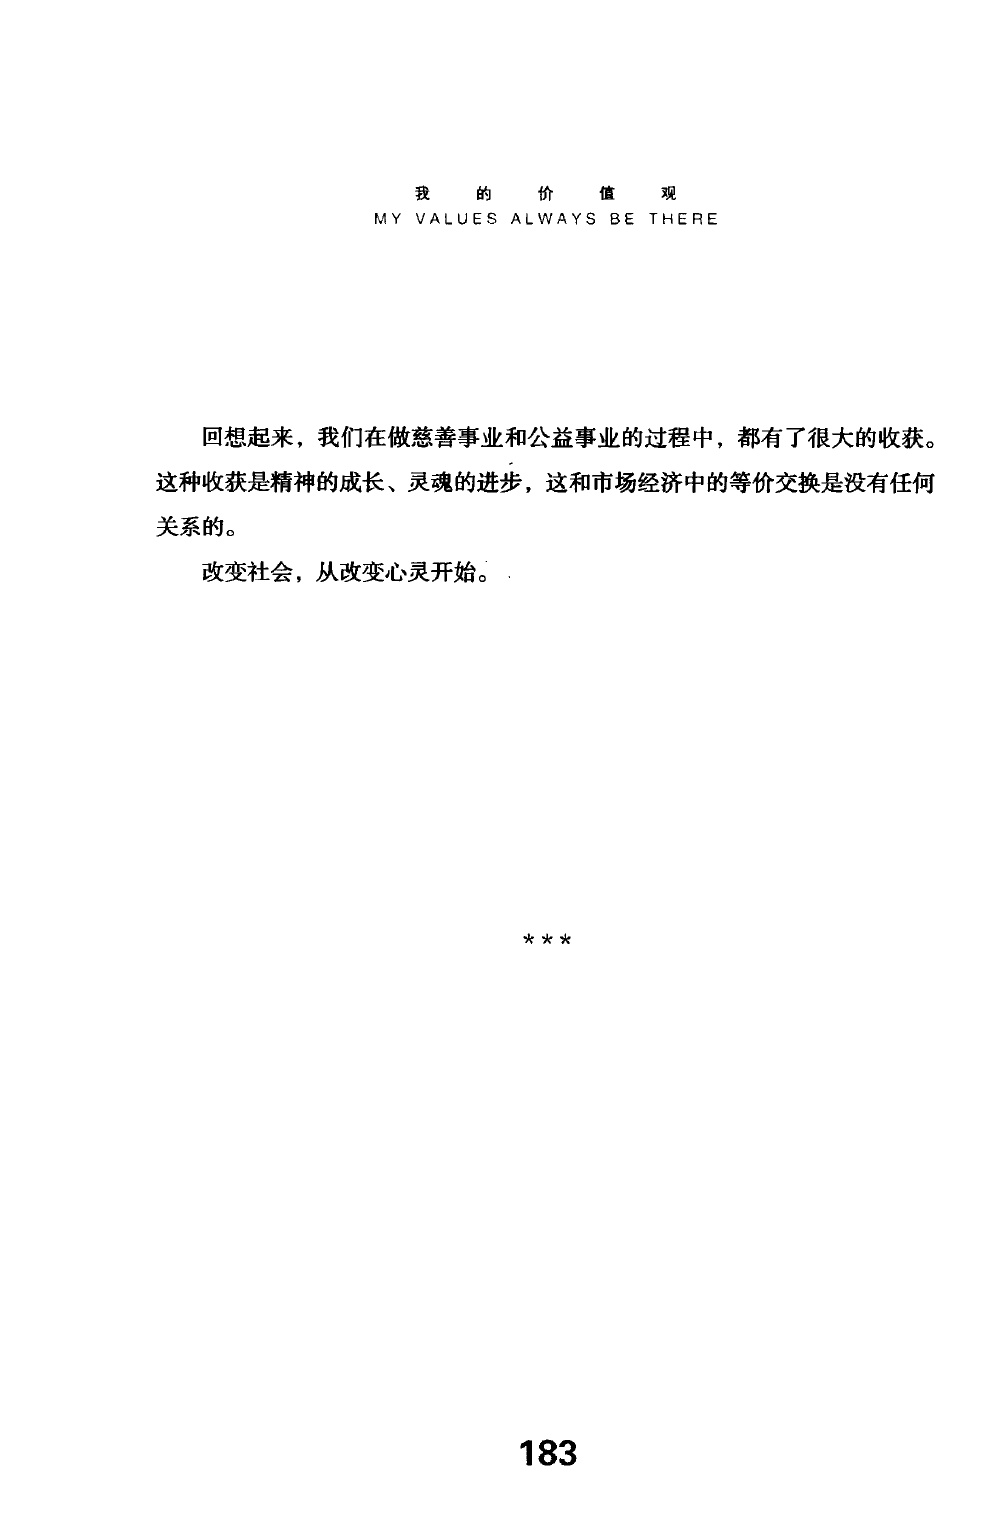 我的价值观
MY VALUES ALWAYS BE THERE
回想起来，我们在做慈善事业和公益事业的过程中，都有了很大的收获。
这种收获是精神的成长、灵魂的进步，这和市场经济中的等价交换是没有任何
关系的。
改变社会，从改变心灵开始。
***
183